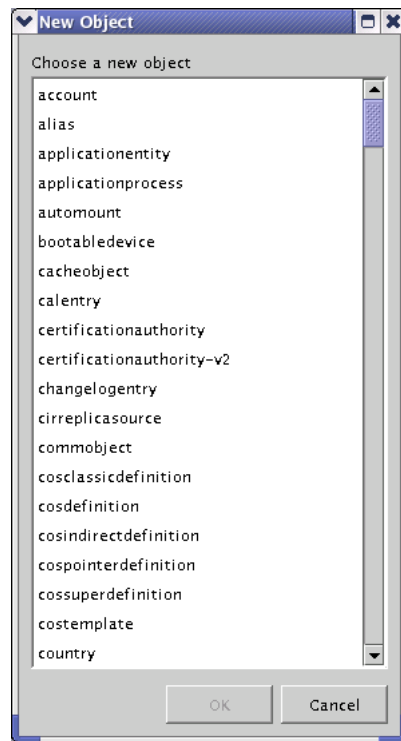 New Object
Choose a new object
account
alias
applicationentity
applicationprocess
automount
bootabledevice
cacheobject
calentry
certificationauthority
certificationauthority-v2
changelogentry
cirreplicasource
commobject
cosclassicdefinition
cosdefinition
cosindirectdefinition
cospointerdefinition
cossuperdefinition
costemplate
country
OK Cancel